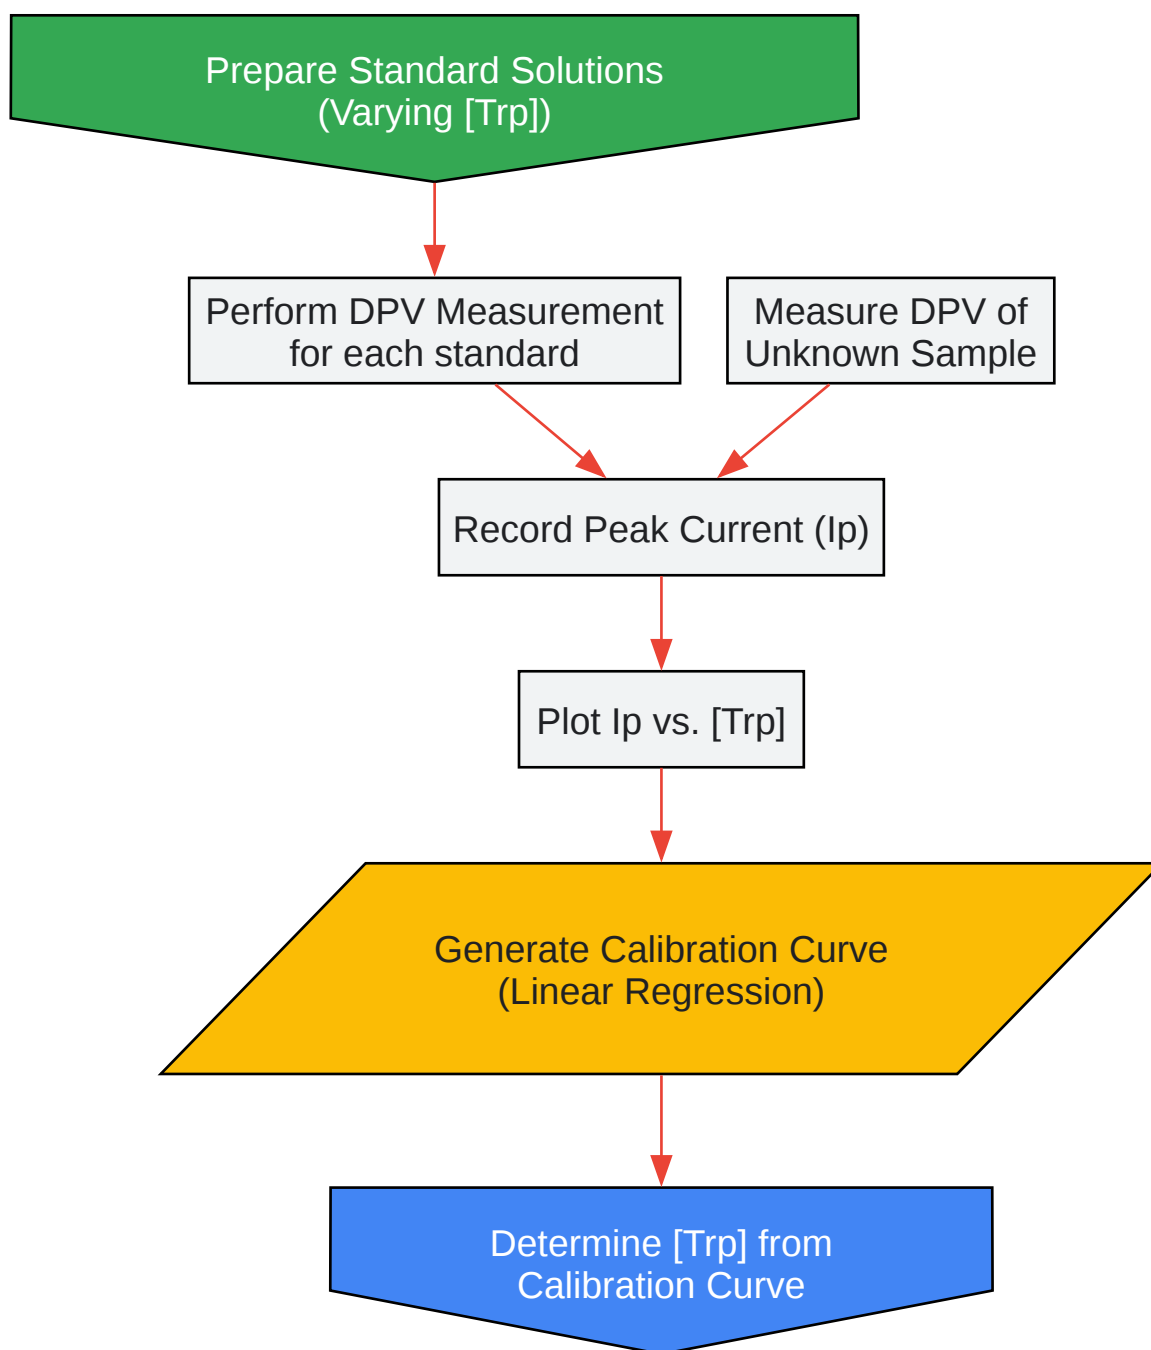 Prepare Standard Solutions
(Varying [Trp])
Perform DPV Measurement
for each standard
Measure DPV of
Unknown Sample
Record Peak Current (Ip)
Plot Ip vs. [Trp]
Generate Calibration Curve
(Linear Regression)
Determine [Trp] from
Calibration Curve